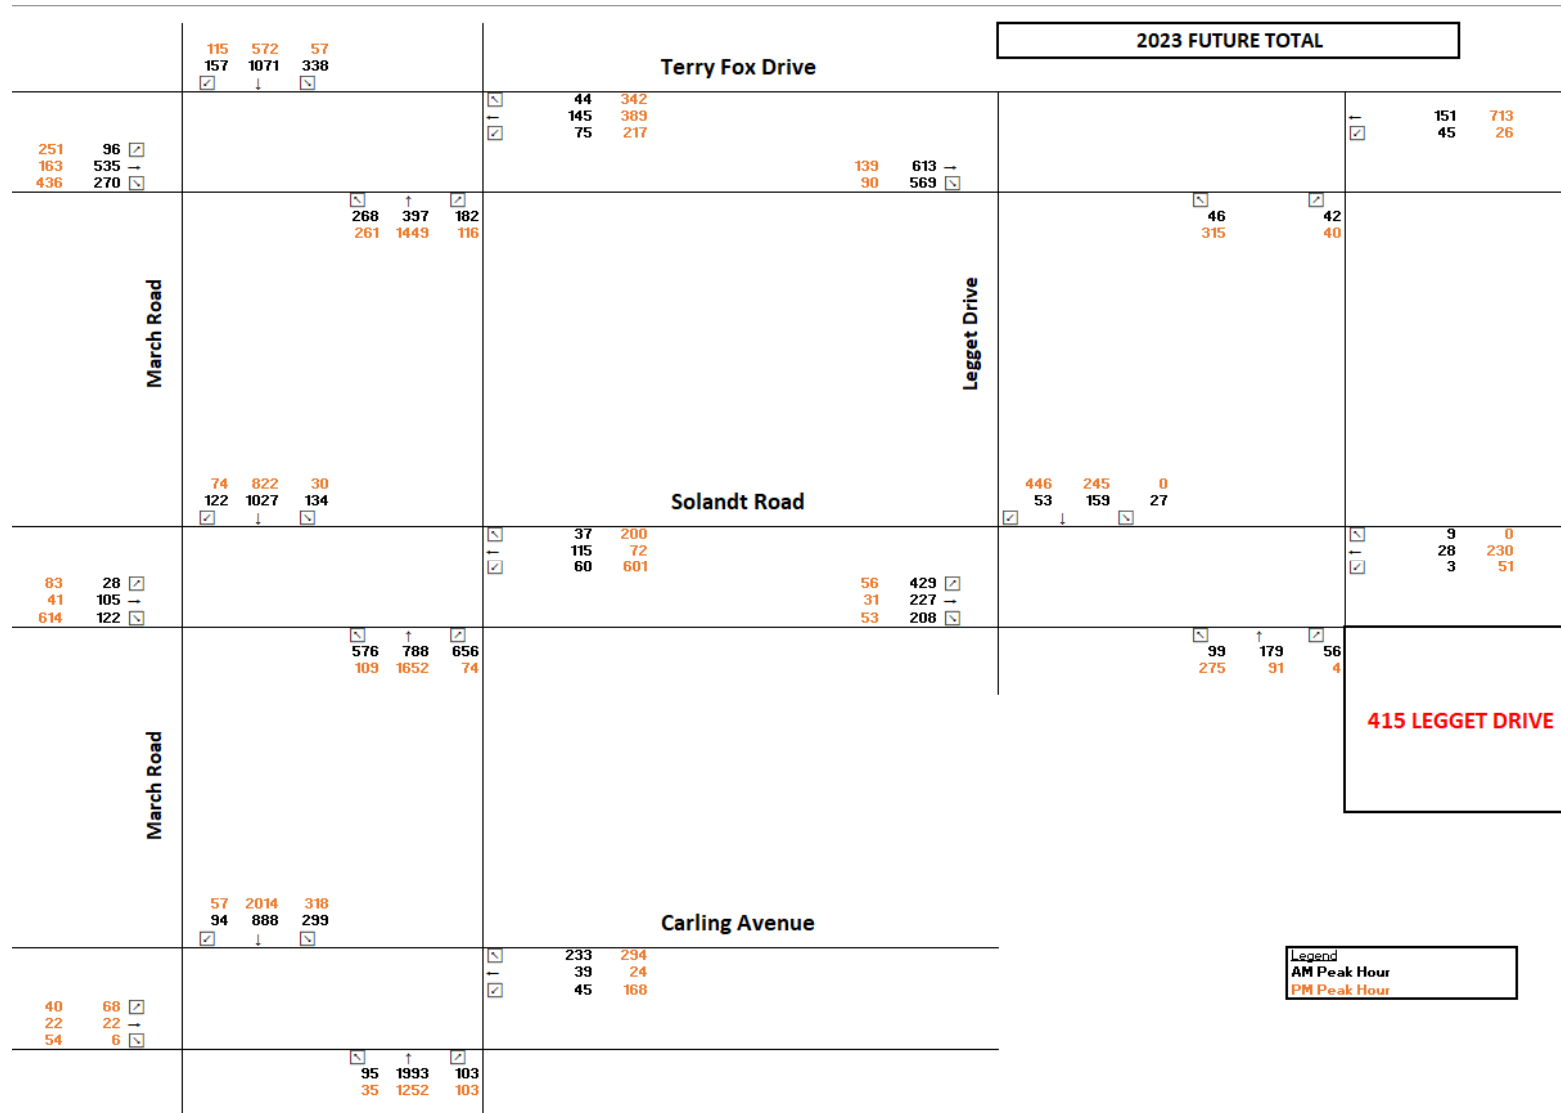 2023 FUTURE TOTAL
115 572 57
157 1071 338
↙ ↓ ↘
Terry Fox Drive
↖ 44 342
← 145 389
↙ 75 217
← 151 713
↙ 45 26
251 96 ↗
163 535 →
436 270 ↘
139 613 →
90 569 ↘
↖ ↑ ↗
268 397 182
261 1449 116
↖ ↗
46 42
315 40
March Road
Legget Drive
74 822 30
122 1027 134
↙ ↓ ↘
Solandt Road
446 245 0
53 159 27
↙ ↓ ↘
↖ 37 200
← 115 72
↙ 60 601
↖ 9 0
← 28 230
↙ 3 51
83 28 ↗
41 105 →
614 122 ↘
56 429 ↗
31 227 →
53 208 ↘
↖ ↑ ↗
576 788 656
109 1652 74
↖ ↑ ↗
99 179 56
275 91 4
415 LEGGET DRIVE
March Road
57 2014 318
94 888 299
↙ ↓ ↘
Carling Avenue
↖ 233 294
← 39 24
↙ 45 168
Legend
AM Peak Hour
PM Peak Hour
40 68 ↗
22 22 →
54 6 ↘
↖ ↑ ↗
95 1993 103
35 1252 103